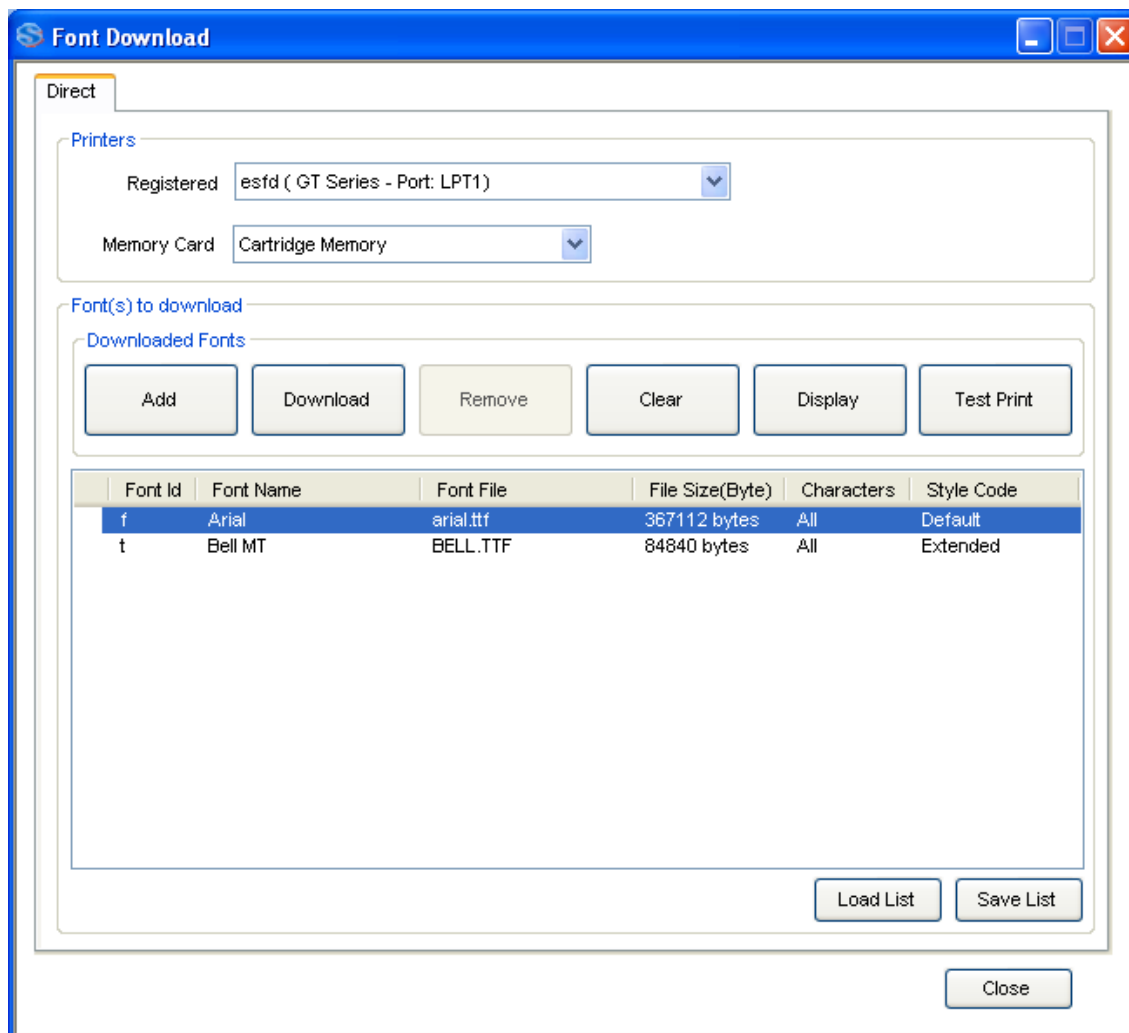 Font Download
Direct
Printers
Registered esfd ( GT Series - Port: LPT1)
Memory Card Cartridge Memory
Font(s) to download
Downloaded Fonts
Add Download Remove Clear Display Test Print
Font Id Font Name Font File File Size(Byte) Characters Style Code
f Arial arial.ttf 367112 bytes All Default
t Bell MT BELL.TTF 84840 bytes All Extended
Load List Save List
Close